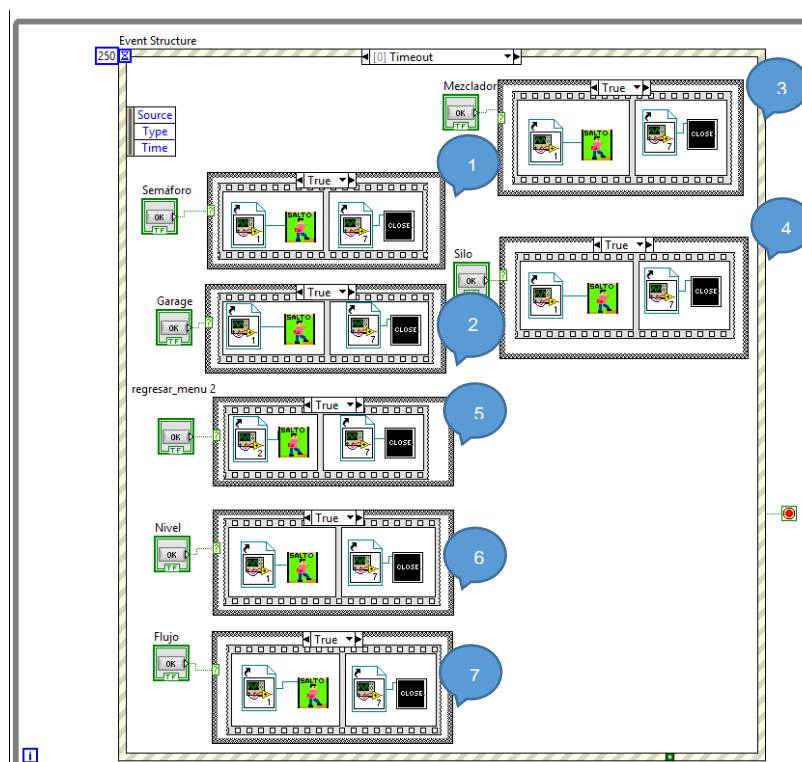 Event Structure
250
[0] Timeout
Source
Type
Time
Mezclador
OK
TF
?
True
1
SALTO
7
CLOSE
3
Semáforo
OK
TF
?
True
1
SALTO
7
CLOSE
1
Silo
OK
TF
?
True
1
SALTO
7
CLOSE
4
Garage
OK
TF
?
True
1
SALTO
7
CLOSE
2
regresar_menu 2
OK
TF
?
True
2
SALTO
7
CLOSE
5
Nivel
OK
TF
?
True
1
SALTO
7
CLOSE
6
Flujo
OK
TF
?
True
1
SALTO
7
CLOSE
7
i